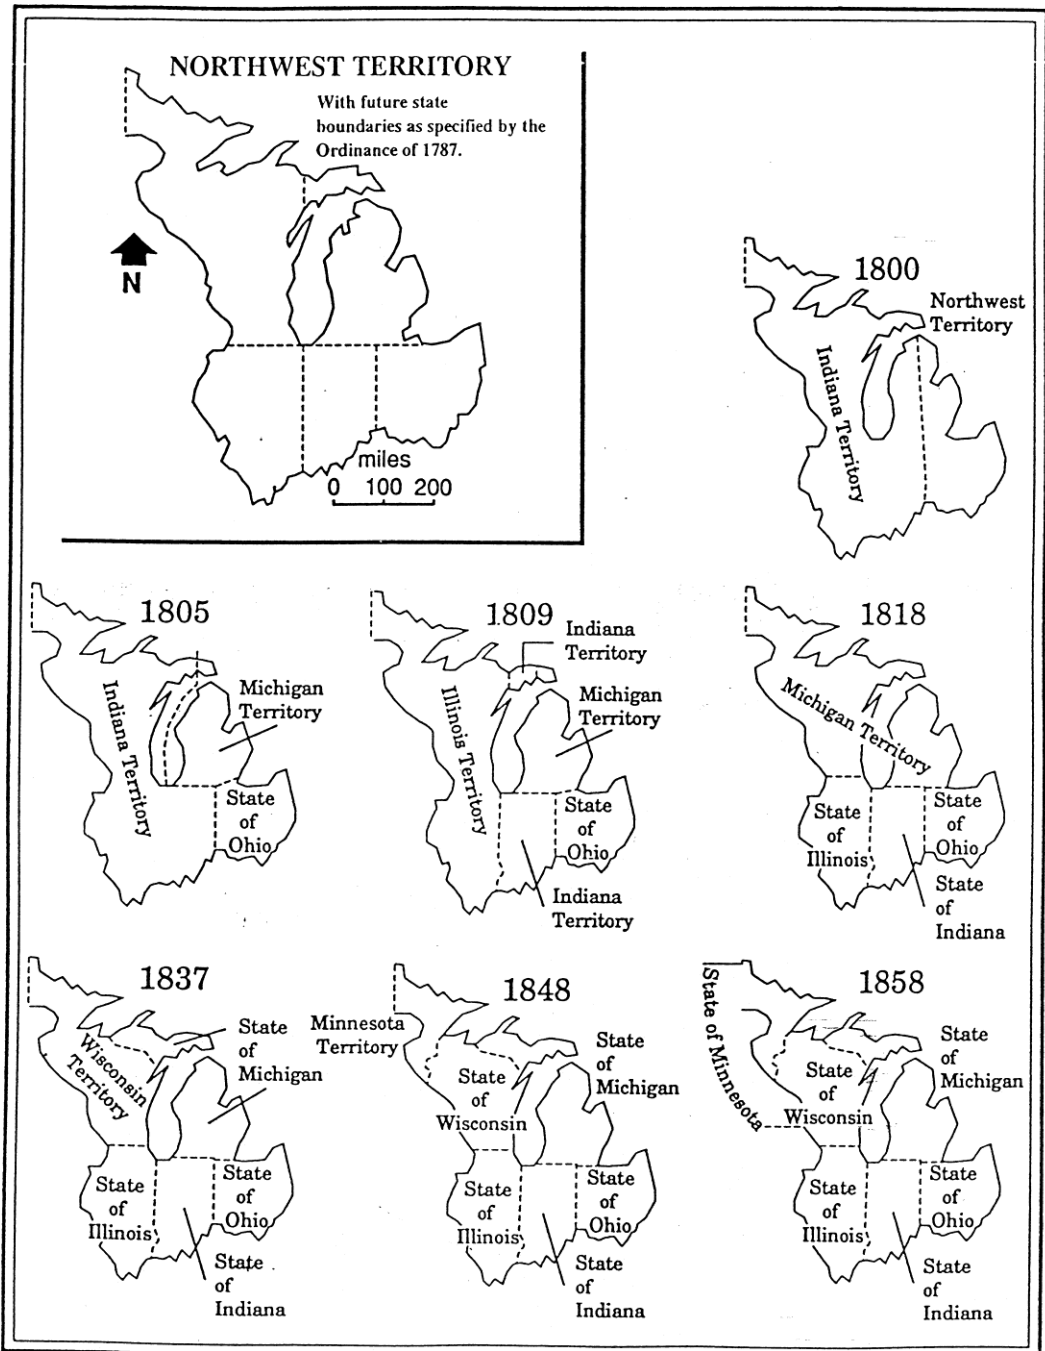 NORTHWEST TERRITORY
With future state
boundaries as specified by the
Ordinance of 1787.
N
miles
0 100 200
1800
Northwest
Territory
Indiana Territory
1805
Indiana Territory
Michigan
Territory
State
of
Ohio
1809
Indiana
Territory
Illinois Territory
Michigan
Territory
State
of
Ohio
Indiana
Territory
1818
Michigan Territory
State
of
Illinois
State
of
Ohio
State
of
Indiana
1837
Wisconsin
Territory
State
of
Michigan
State
of
Illinois
State
of
Ohio
State
of
Indiana
1848
Minnesota
Territory
State
of
Michigan
State
of
Wisconsin
State
of
Illinois
State
of
Ohio
State
of
Indiana
1858
State of Minnesota
State
of
Michigan
State
of
Wisconsin
State
of
Illinois
State
of
Ohio
State
of
Indiana